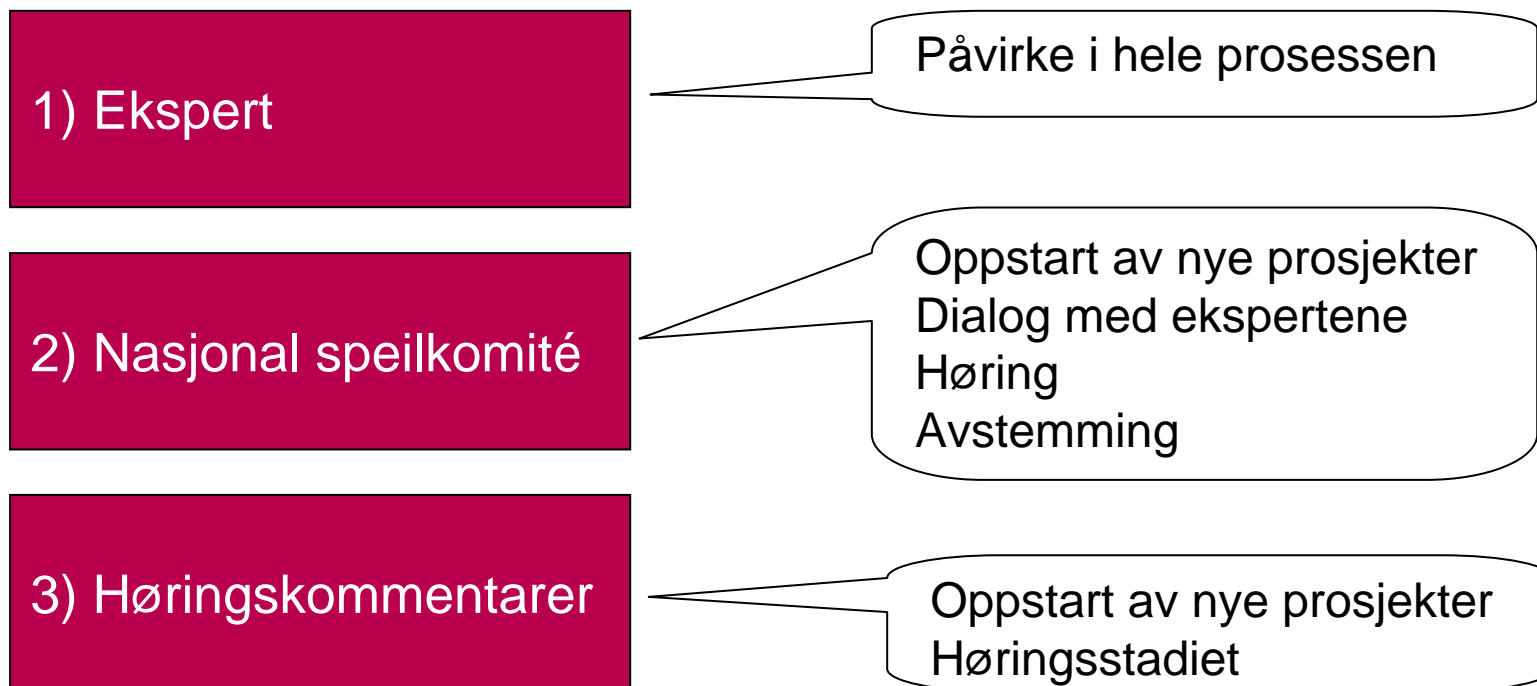 1) Ekspert
Påvirke i hele prosessen
2) Nasjonal speilkomité
Oppstart av nye prosjekter
Dialog med ekspertene
Høring
Avstemming
3) Høringskommentarer
Oppstart av nye prosjekter
Høringsstadiet